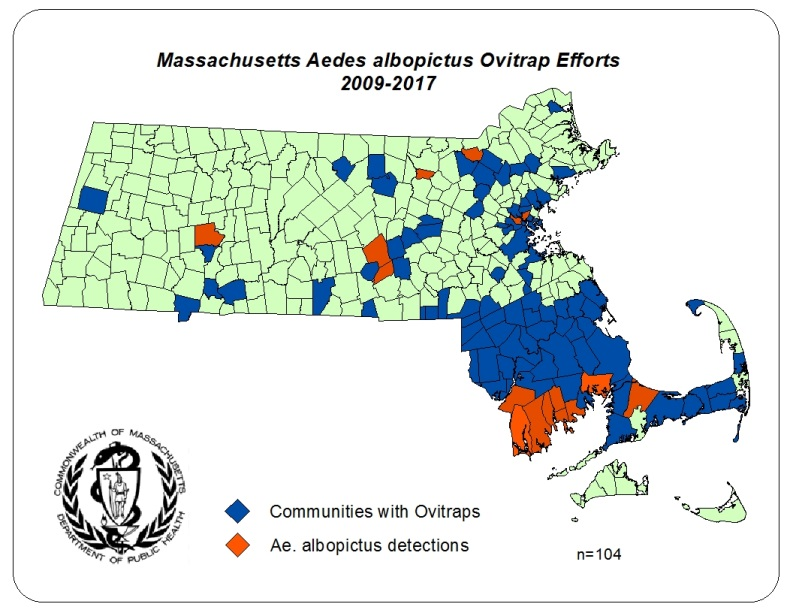 Massachusetts Aedes albopictus Ovitrap Efforts
2009-2017
COMMONWEALTH OF MASSACHUSETTS
DEPARTMENT OF PUBLIC HEALTH
Communities with Ovitraps
Ae. albopictus detections
n=104